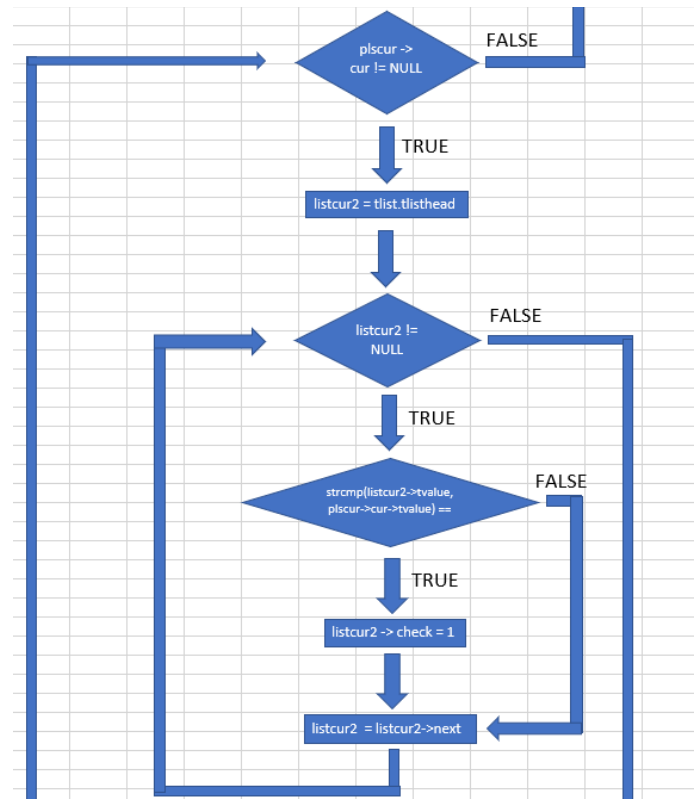 FALSE
plscur ->
cur != NULL
TRUE
listcur2 = tlist.tlisthead
FALSE
listcur2 !=
NULL
TRUE
FALSE
strcmp(listcur2->tvalue,
plscur->cur->tvalue) ==
TRUE
listcur2 -> check = 1
listcur2  = listcur2->next